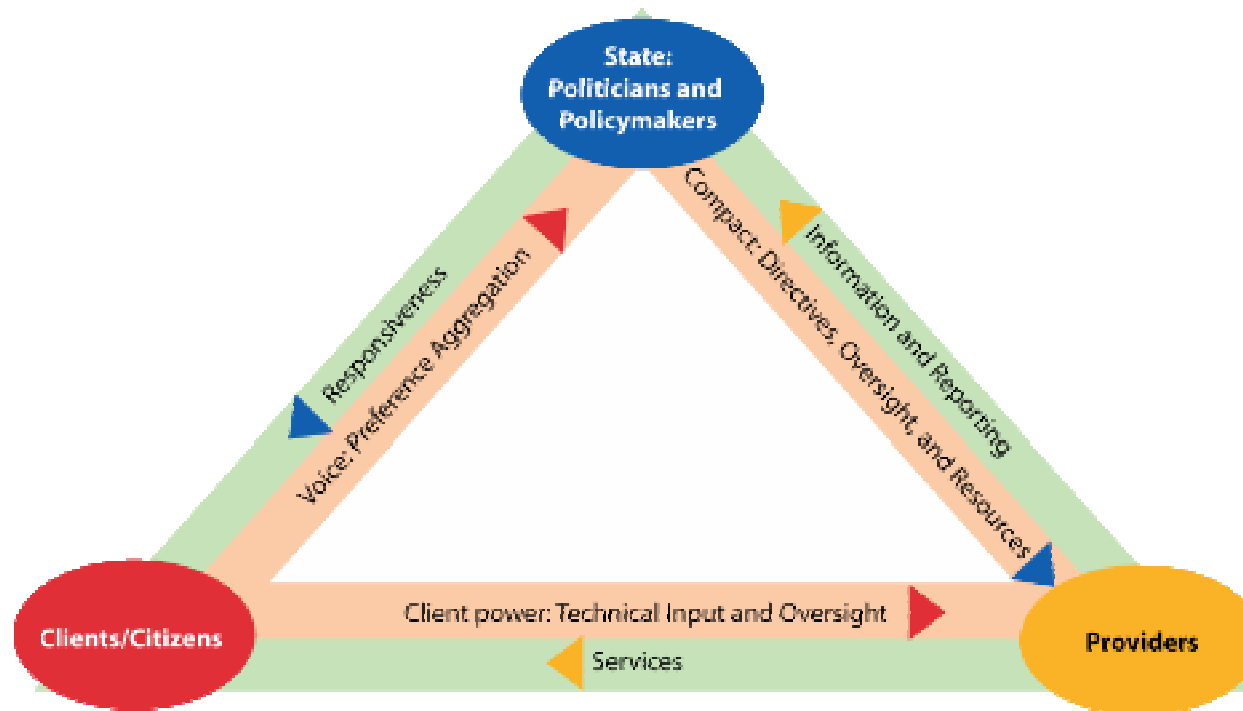 State:
Politicians and
Policymakers
Responsiveness
Voice: Preference Aggregation
Compact: Directives, Oversight, and Resources
Information and Reporting
Clients/Citizens
Client power: Technical Input and Oversight
Services
Providers